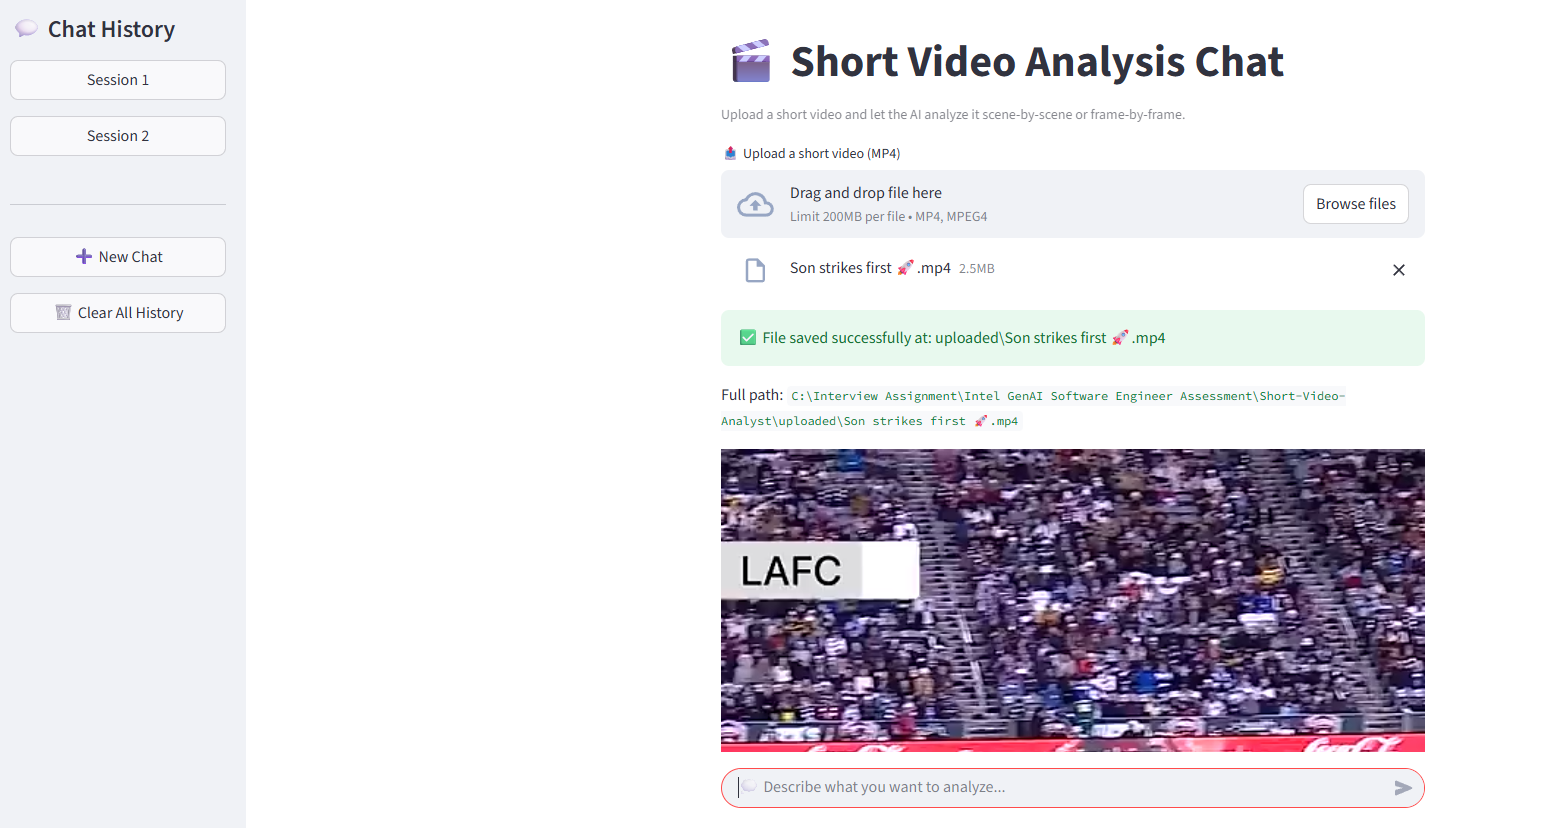 Chat History
Session 1
Session 2
New Chat
Clear All History
Short Video Analysis Chat
Upload a short video and let the AI analyze it scene-by-scene or frame-by-frame.
Upload a short video (MP4)
Drag and drop file here
Limit 200MB per file • MP4, MPEG4
Browse files
Son strikes first 🚀.mp4 2.5MB
File saved successfully at: uploaded\Son strikes first 🚀.mp4
Full path: C:\Interview Assignment\Intel GenAI Software Engineer Assessment\Short-Video-
Analyst\uploaded\Son strikes first 🚀.mp4
LAFC
Describe what you want to analyze...